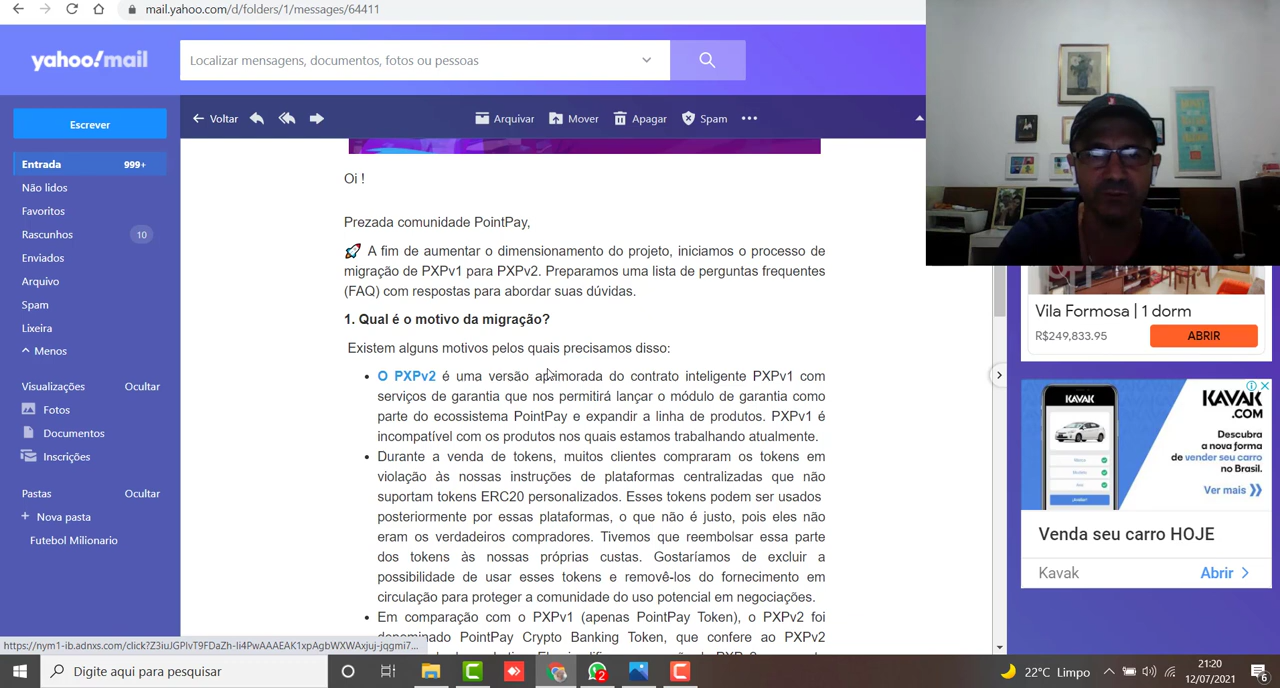 mail.yahoo.com/d/folders/1/messages/64411
yahoo!mail
Localizar mensagens, documentos, fotos ou pessoas
Escrever
Voltar
Arquivar
Mover
Apagar
Spam
Entrada 999+
Não lidos
Favoritos
Rascunhos 10
Enviados
Arquivo
Spam
Lixeira
Menos
Visualizações Ocultar
Fotos
Documentos
Inscrições
Pastas Ocultar
+ Nova pasta
Futebol Milionario
Oi !
Prezada comunidade PointPay,
🚀 A fim de aumentar o dimensionamento do projeto, iniciamos o processo de
migração de PXPv1 para PXPv2. Preparamos uma lista de perguntas frequentes
(FAQ) com respostas para abordar suas dúvidas.
1. Qual é o motivo da migração?
Existem alguns motivos pelos quais precisamos disso:
• O PXPv2 é uma versão aprimorada do contrato inteligente PXPv1 com
serviços de garantia que nos permitirá lançar o módulo de garantia como
parte do ecossistema PointPay e expandir a linha de produtos. PXPv1 é
incompatível com os produtos nos quais estamos trabalhando atualmente.
• Durante a venda de tokens, muitos clientes compraram os tokens em
violação às nossas instruções de plataformas centralizadas que não
suportam tokens ERC20 personalizados. Esses tokens podem ser usados
posteriormente por essas plataformas, o que não é justo, pois eles não
eram os verdadeiros compradores. Tivemos que reembolsar essa parte
dos tokens às nossas próprias custas. Gostaríamos de excluir a
possibilidade de usar esses tokens e removê-los do fornecimento em
circulação para proteger a comunidade do uso potencial em negociações.
• Em comparação com o PXPv1 (apenas PointPay Token), o PXPv2 foi
denominado PointPay Crypto Banking Token, que confere ao PXPv2
Vila Formosa | 1 dorm
R$249,833.95
ABRIR
KAVAK
KAVAK
.COM
Descubra
a nova forma
de vender seu carro
no Brasil.
Ver mais
Venda seu carro HOJE
Kavak
Abrir
Digite aqui para pesquisar
2
22°C Limpo
21:20
12/07/2021
6